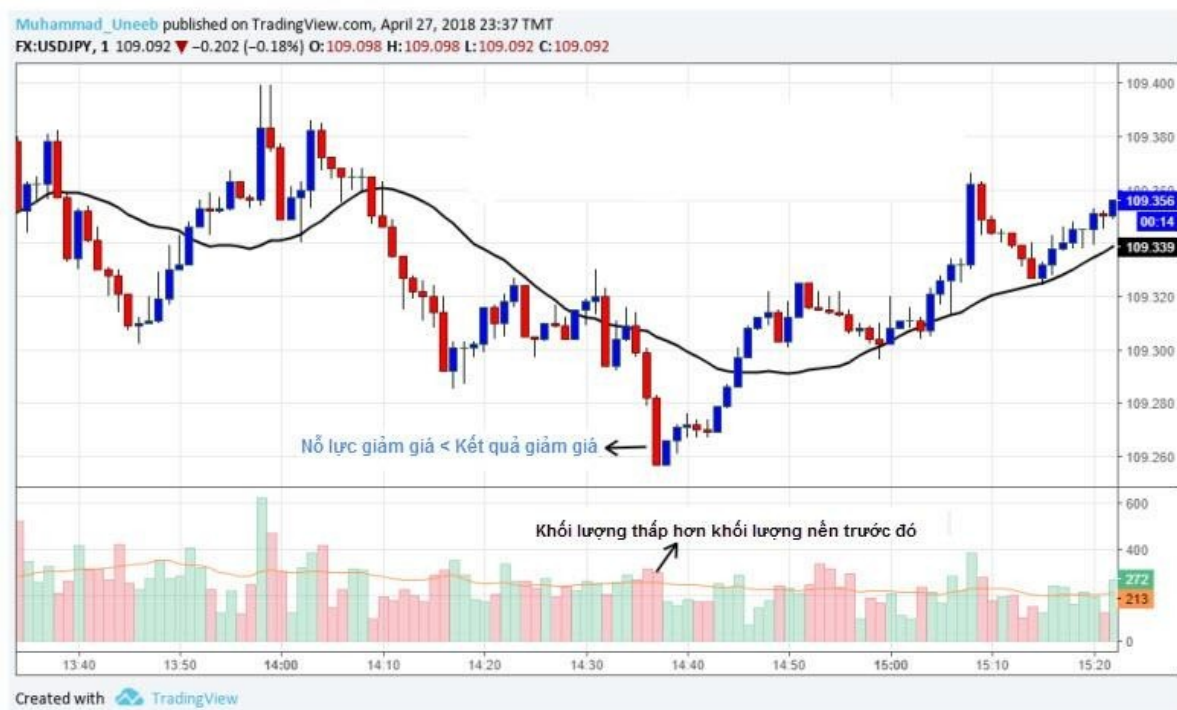 Muhammad_Uneeb published on TradingView.com, April 27, 2018 23:37 TMT
FX:USDJPY, 1 109.092 ▼ −0.202 (−0.18%) O:109.098 H:109.098 L:109.092 C:109.092
109.400
109.380
109.356
00:14
109.339
109.320
109.300
109.280
109.260
Nỗ lực giảm giá < Kết quả giảm giá
Khối lượng thấp hơn khối lượng nến trước đó
600
400
272
213
0
13:40 13:50 14:00 14:10 14:20 14:30 14:40 14:50 15:00 15:10 15:20
Created with TradingView